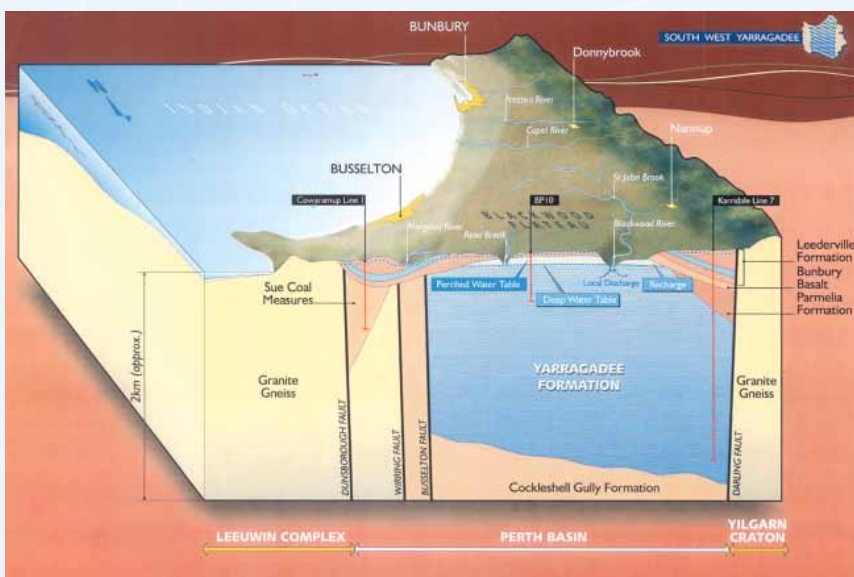 SOUTH WEST YARRAGADEE
BUNBURY
Donnybrook
N
INDIAN OCEAN
Preston River
Capel River
Nannup
BUSSELTON
St John Brook
Cowaramup Line 1
BP10
Karridale Line 7
BLACKWOOD
PLATEAU
Margaret River
Blackwood River
Leederville
Formation
Bunbury
Basalt
Parmelia
Formation
Sue Coal
Measures
Perched Water Table
Local Discharge
Recharge
Deep Water Table
2km (approx.)
YARRAGADEE
FORMATION
Granite
Gneiss
Granite
Gneiss
DUNSBOROUGH FAULT
WIRRING FAULT
BUSSELTON FAULT
DARLING FAULT
Cockleshell Gully Formation
LEEUWIN COMPLEX
PERTH BASIN
YILGARN
CRATON